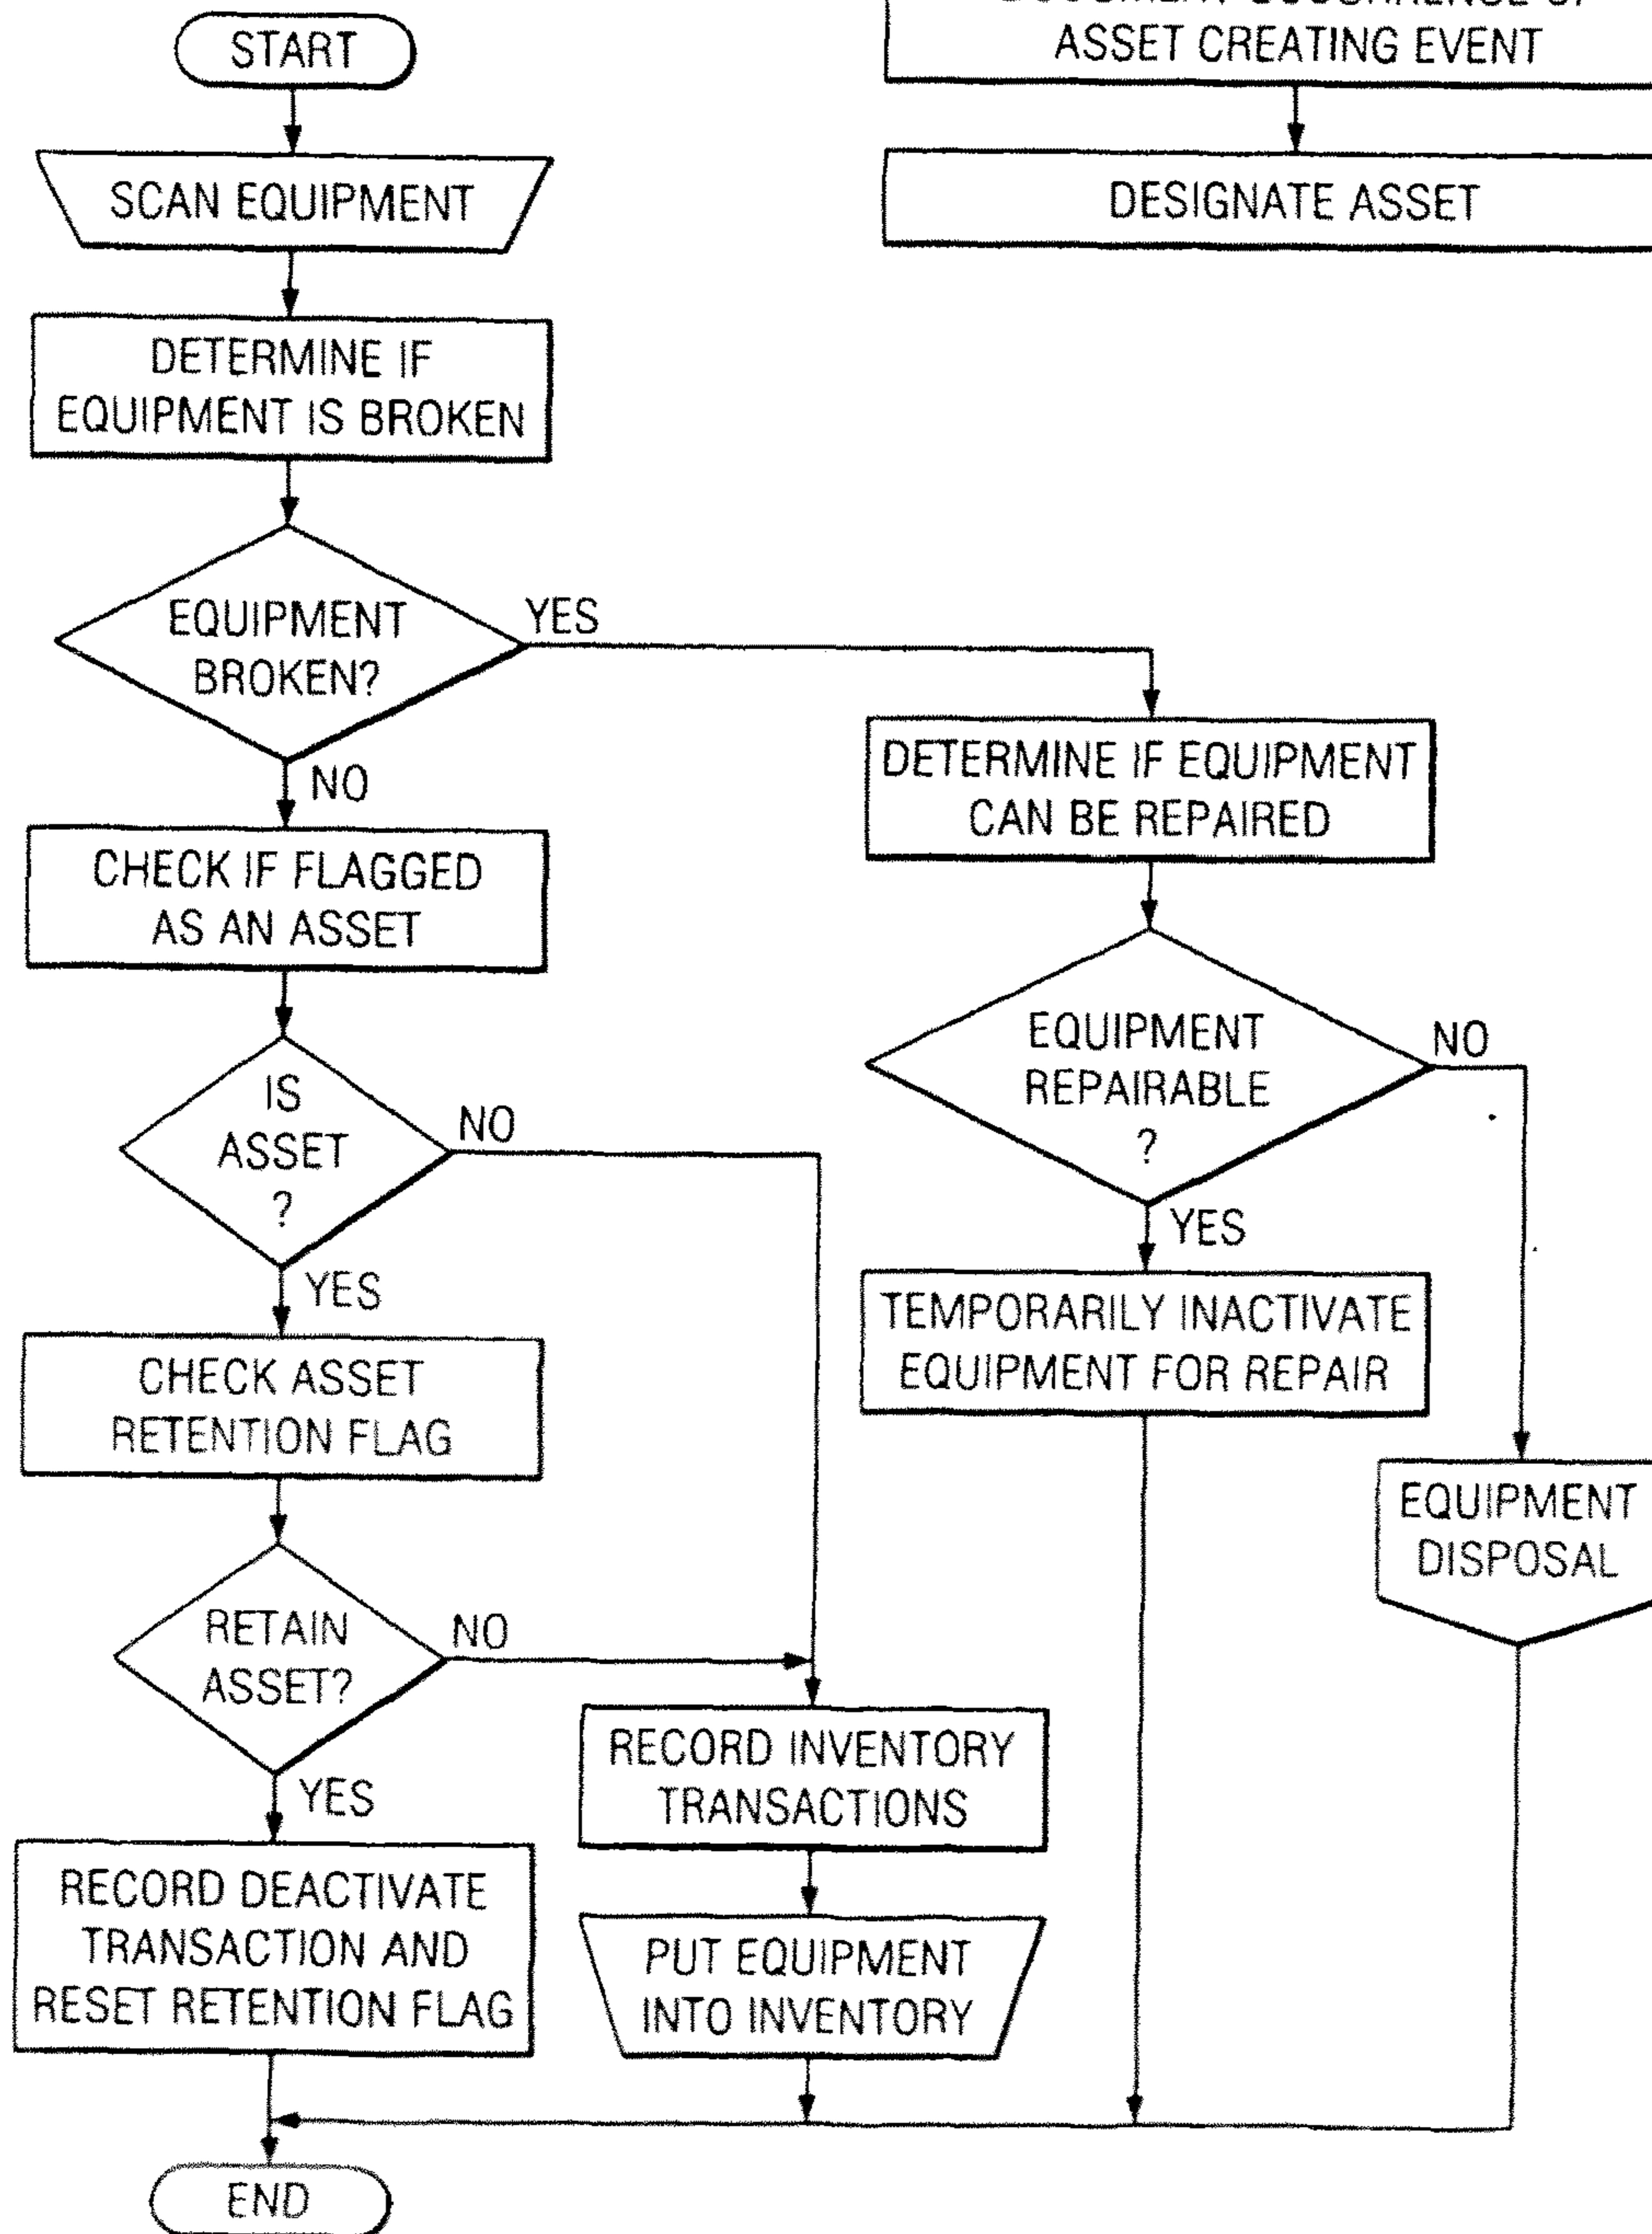 START
SCAN EQUIPMENT
DETERMINE IF
EQUIPMENT IS BROKEN
EQUIPMENT
BROKEN?
YES
NO
CHECK IF FLAGGED
AS AN ASSET
IS
ASSET
?
NO
YES
CHECK ASSET
RETENTION FLAG
RETAIN
ASSET?
NO
YES
RECORD DEACTIVATE
TRANSACTION AND
RESET RETENTION FLAG
RECORD INVENTORY
TRANSACTIONS
PUT EQUIPMENT
INTO INVENTORY
END
ASSET CREATING EVENT
DESIGNATE ASSET
DETERMINE IF EQUIPMENT
CAN BE REPAIRED
EQUIPMENT
REPAIRABLE
?
NO
YES
TEMPORARILY INACTIVATE
EQUIPMENT FOR REPAIR
EQUIPMENT
DISPOSAL